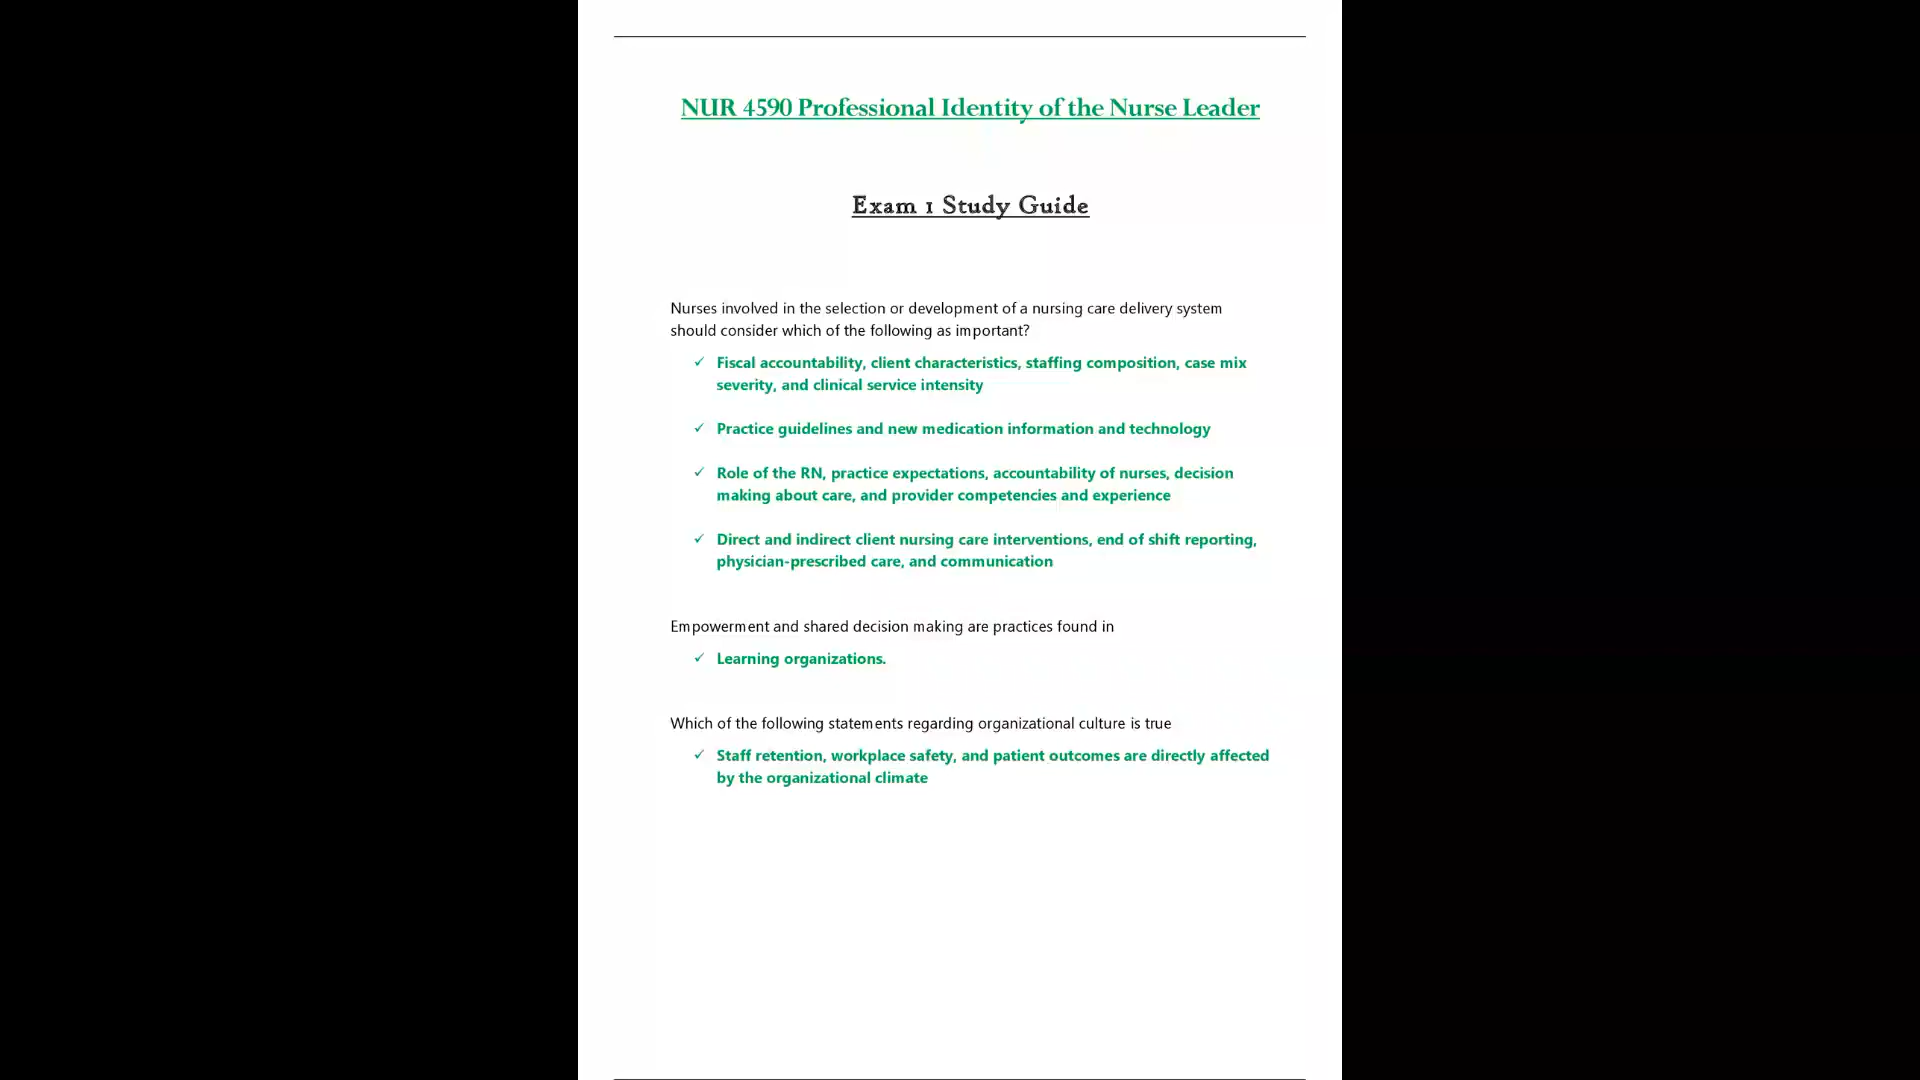 NUR 4590 Professional Identity of the Nurse Leader
Exam 1 Study Guide
Nurses involved in the selection or development of a nursing care delivery system
should consider which of the following as important?
✓ Fiscal accountability, client characteristics, staffing composition, case mix
severity, and clinical service intensity
✓ Practice guidelines and new medication information and technology
✓ Role of the RN, practice expectations, accountability of nurses, decision
making about care, and provider competencies and experience
✓ Direct and indirect client nursing care interventions, end of shift reporting,
physician-prescribed care, and communication
Empowerment and shared decision making are practices found in
✓ Learning organizations.
Which of the following statements regarding organizational culture is true
✓ Staff retention, workplace safety, and patient outcomes are directly affected
by the organizational climate